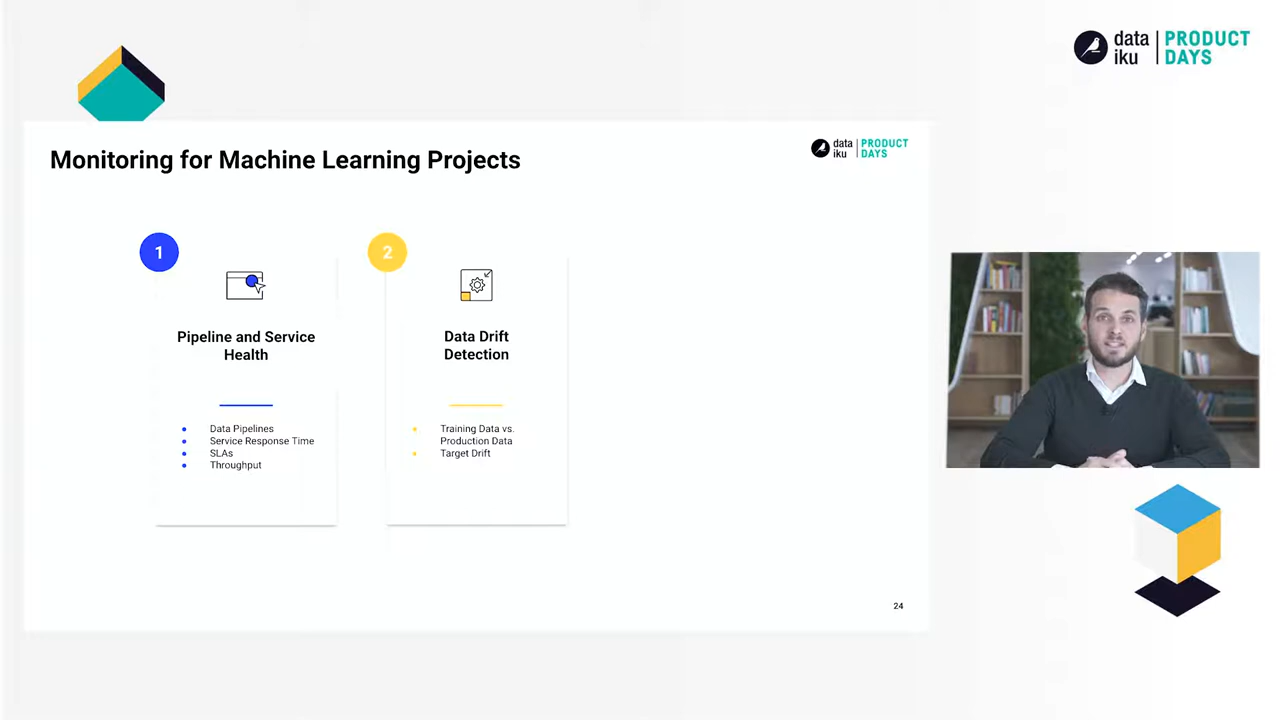 data
iku
PRODUCT
DAYS
Monitoring for Machine Learning Projects
data
iku
PRODUCT
DAYS
1
Pipeline and Service
Health
Data Pipelines
Service Response Time
SLAs
Throughput
2
Data Drift
Detection
Training Data vs.
Production Data
Target Drift
24